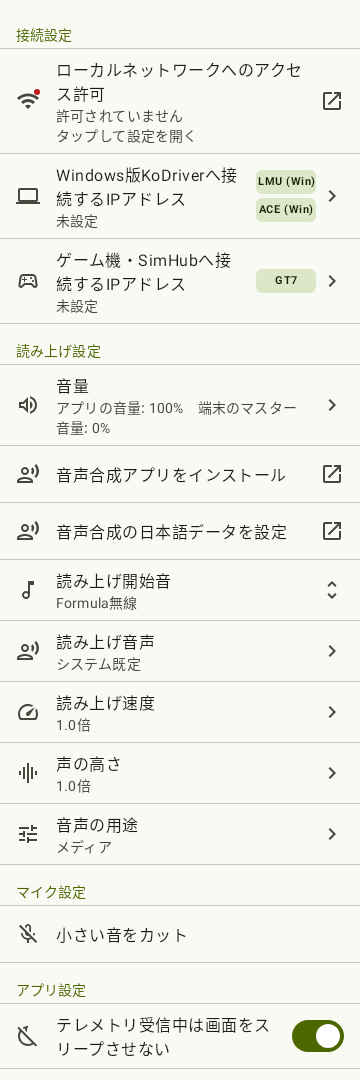 接続設定
ローカルネットワークへのアクセ
ス許可
許可されていません
タップして設定を開く
Windows版KoDriverへ接
続するIPアドレス
未設定
LMU (Win)
ACE (Win)
ゲーム機・SimHubへ接
続するIPアドレス
未設定
GT7
読み上げ設定
音量
アプリの音量: 100%　端末のマスター
音量: 0%
音声合成アプリをインストール
音声合成の日本語データを設定
読み上げ開始音
Formula無線
読み上げ音声
システム既定
読み上げ速度
1.0倍
声の高さ
1.0倍
音声の用途
メディア
マイク設定
小さい音をカット
アプリ設定
テレメトリ受信中は画面をス
リープさせない